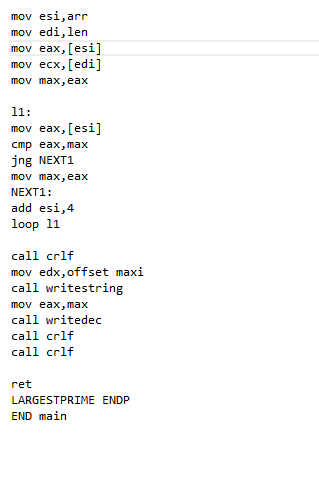 mov esi,arr
mov edi,len
mov eax,[esi]
mov ecx,[edi]
mov max,eax
l1:
mov eax,[esi]
cmp eax,max
jng NEXT1
mov max,eax
NEXT1:
add esi,4
loop l1
call crlf
mov edx,offset maxi
call writestring
mov eax,max
call writedec
call crlf
call crlf
ret
LARGESTPRIME ENDP
END main